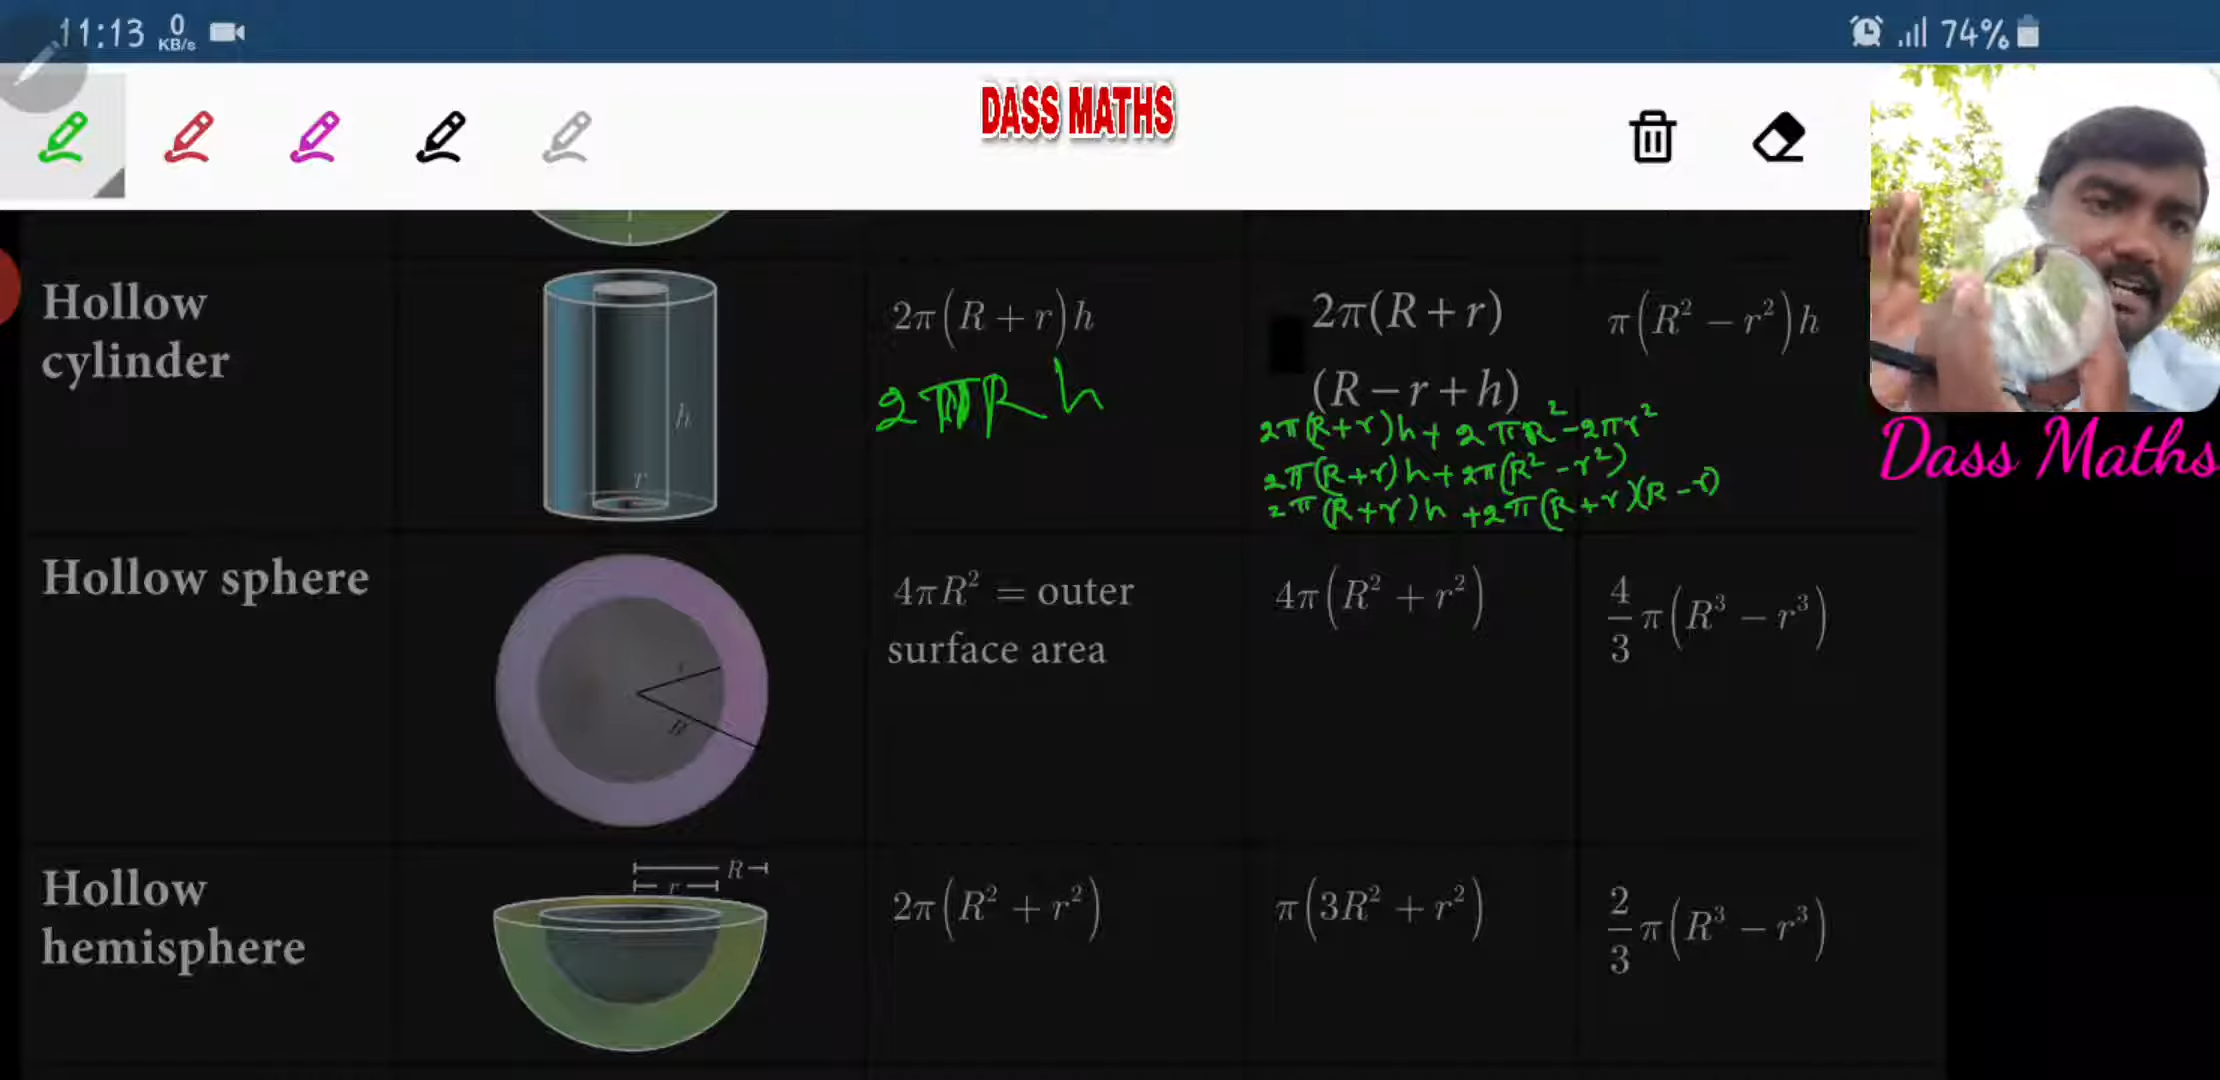 11:13 0 KB/s 74%
DASS MATHS
Dass Maths
Hollow cylinder
h
r
2π(R + r)h
2πRh
2π(R + r)
(R − r + h)
2π(R+r)h + 2πR² − 2πr²
2π(R+r)h + 2π(R² − r²)
2π(R+r)h + 2π(R+r)(R − r)
π(R² − r²)h
Hollow sphere
r
R
4πR² = outer
surface area
4π(R² + r²)
4/3 π(R³ − r³)
Hollow
hemisphere
R
r
2π(R² + r²)
π(3R² + r²)
2/3 π(R³ − r³)